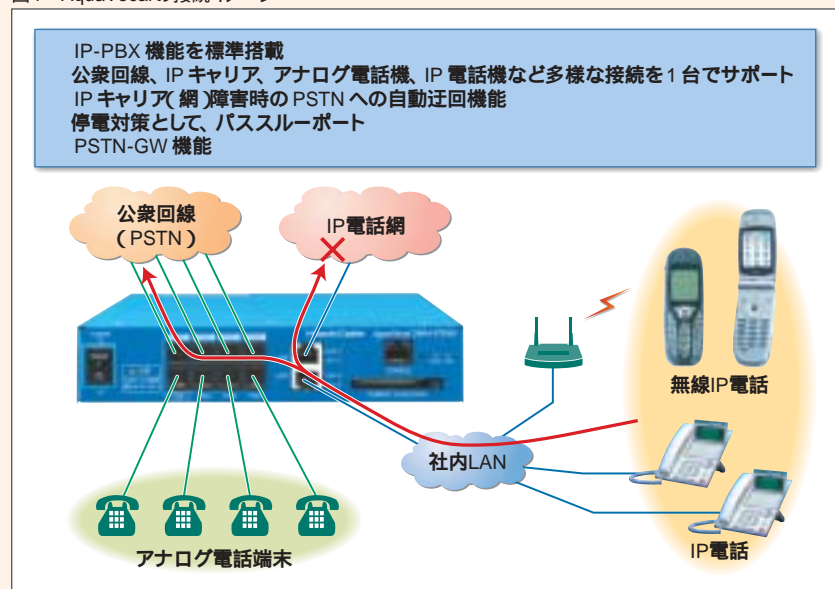 IP-PBX 機能を標準搭載
公衆回線、IP キャリア、アナログ電話機、IP 電話機など多様な接続を1 台でサポート
IP キャリア(網)障害時の PSTN への自動迂回機能
停電対策として、パススルーポート
PSTN-GW 機能
公衆回線
(PSTN)
IP電話網
無線IP電話
社内LAN
アナログ電話端末
IP電話